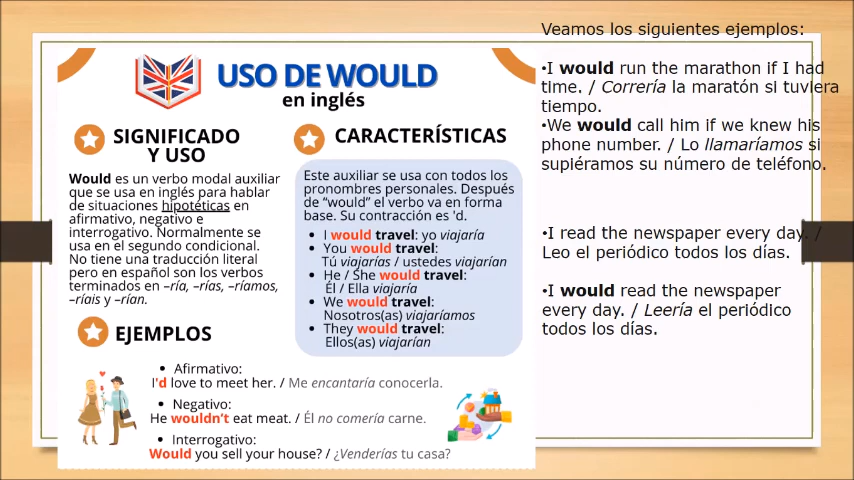 USO DE WOULD
en inglés
SIGNIFICADO
Y USO
Would es un verbo modal auxiliar
que se usa en inglés para hablar
de situaciones hipotéticas en
afirmativo, negativo e
interrogativo. Normalmente se
usa en el segundo condicional.
No tiene una traducción literal
pero en español son los verbos
terminados en –ría, –rías, –ríamos,
–ríais y –rían.
CARACTERÍSTICAS
Este auxiliar se usa con todos los
pronombres personales. Después
de “would” el verbo va en forma
base. Su contracción es 'd.
• I would travel: yo viajaría
• You would travel:
Tú viajarías / ustedes viajarían
• He / She would travel:
Él / Ella viajaría
• We would travel:
Nosotros(as) viajaríamos
• They would travel:
Ellos(as) viajarían
EJEMPLOS
• Afirmativo:
I'd love to meet her. / Me encantaría conocerla.
• Negativo:
He wouldn’t eat meat. / Él no comería carne.
• Interrogativo:
Would you sell your house? / ¿Venderías tu casa?
Veamos los siguientes ejemplos:
•I would run the marathon if I had
time. / Correría la maratón si tuviera
tiempo.
•We would call him if we knew his
phone number. / Lo llamaríamos si
supiéramos su número de teléfono.
•I read the newspaper every day. /
Leo el periódico todos los días.
•I would read the newspaper
every day. / Leería el periódico
todos los días.